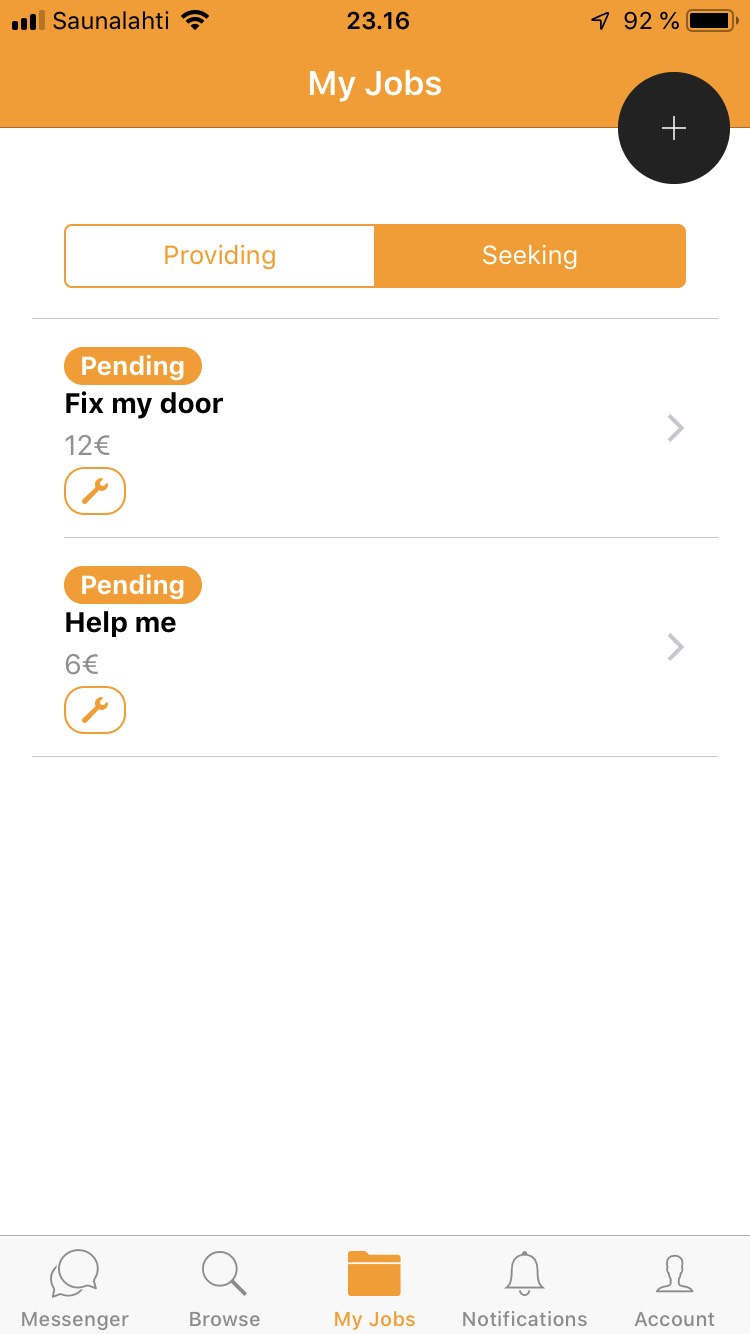 Saunalahti 23.16 92 %
My Jobs
Providing Seeking
Pending
Fix my door
12€
Pending
Help me
6€
Messenger Browse My Jobs Notifications Account